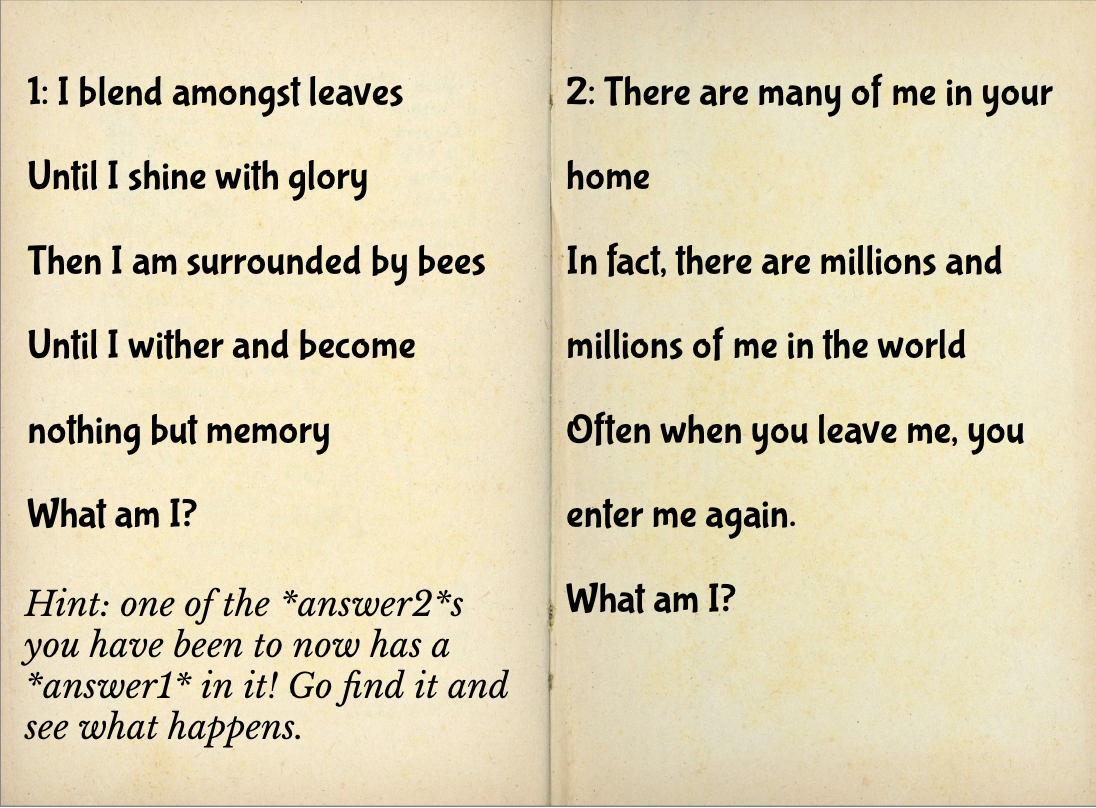 1: I blend amongst leaves
Until I shine with glory
Then I am surrounded by bees
Until I wither and become
nothing but memory
What am I?
Hint: one of the *answer2*s
you have been to now has a
*answer1* in it! Go find it and
see what happens.
2: There are many of me in your
home
In fact, there are millions and
millions of me in the world
Often when you leave me, you
enter me again.
What am I?